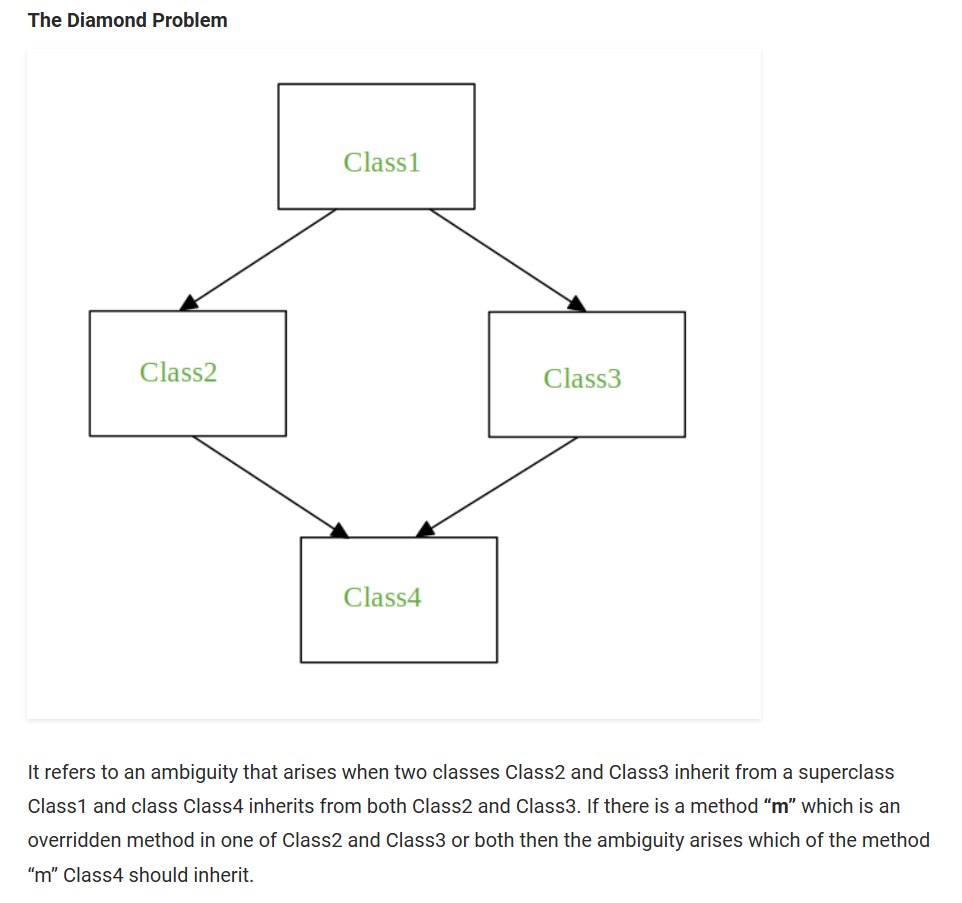 The Diamond Problem
Class1
Class2
Class3
Class4
It refers to an ambiguity that arises when two classes Class2 and Class3 inherit from a superclass
Class1 and class Class4 inherits from both Class2 and Class3. If there is a method “m” which is an
overridden method in one of Class2 and Class3 or both then the ambiguity arises which of the method
“m” Class4 should inherit.